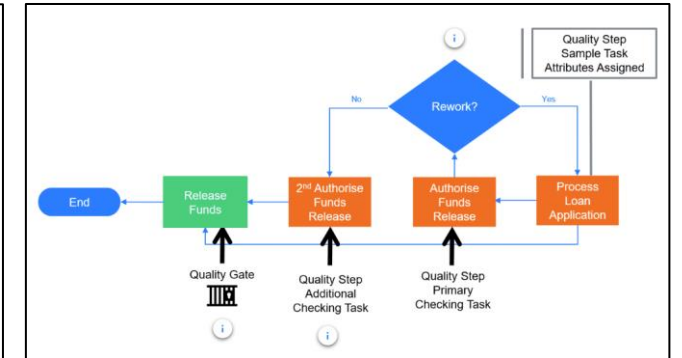 Quality Step
Sample Task
Attributes Assigned
i
Rework?
No
Yes
End
Release
Funds
2nd Authorise
Funds
Release
Authorise
Funds
Release
Process
Loan
Application
Quality Gate
i
Quality Step
Additional
Checking Task
i
Quality Step
Primary
Checking Task